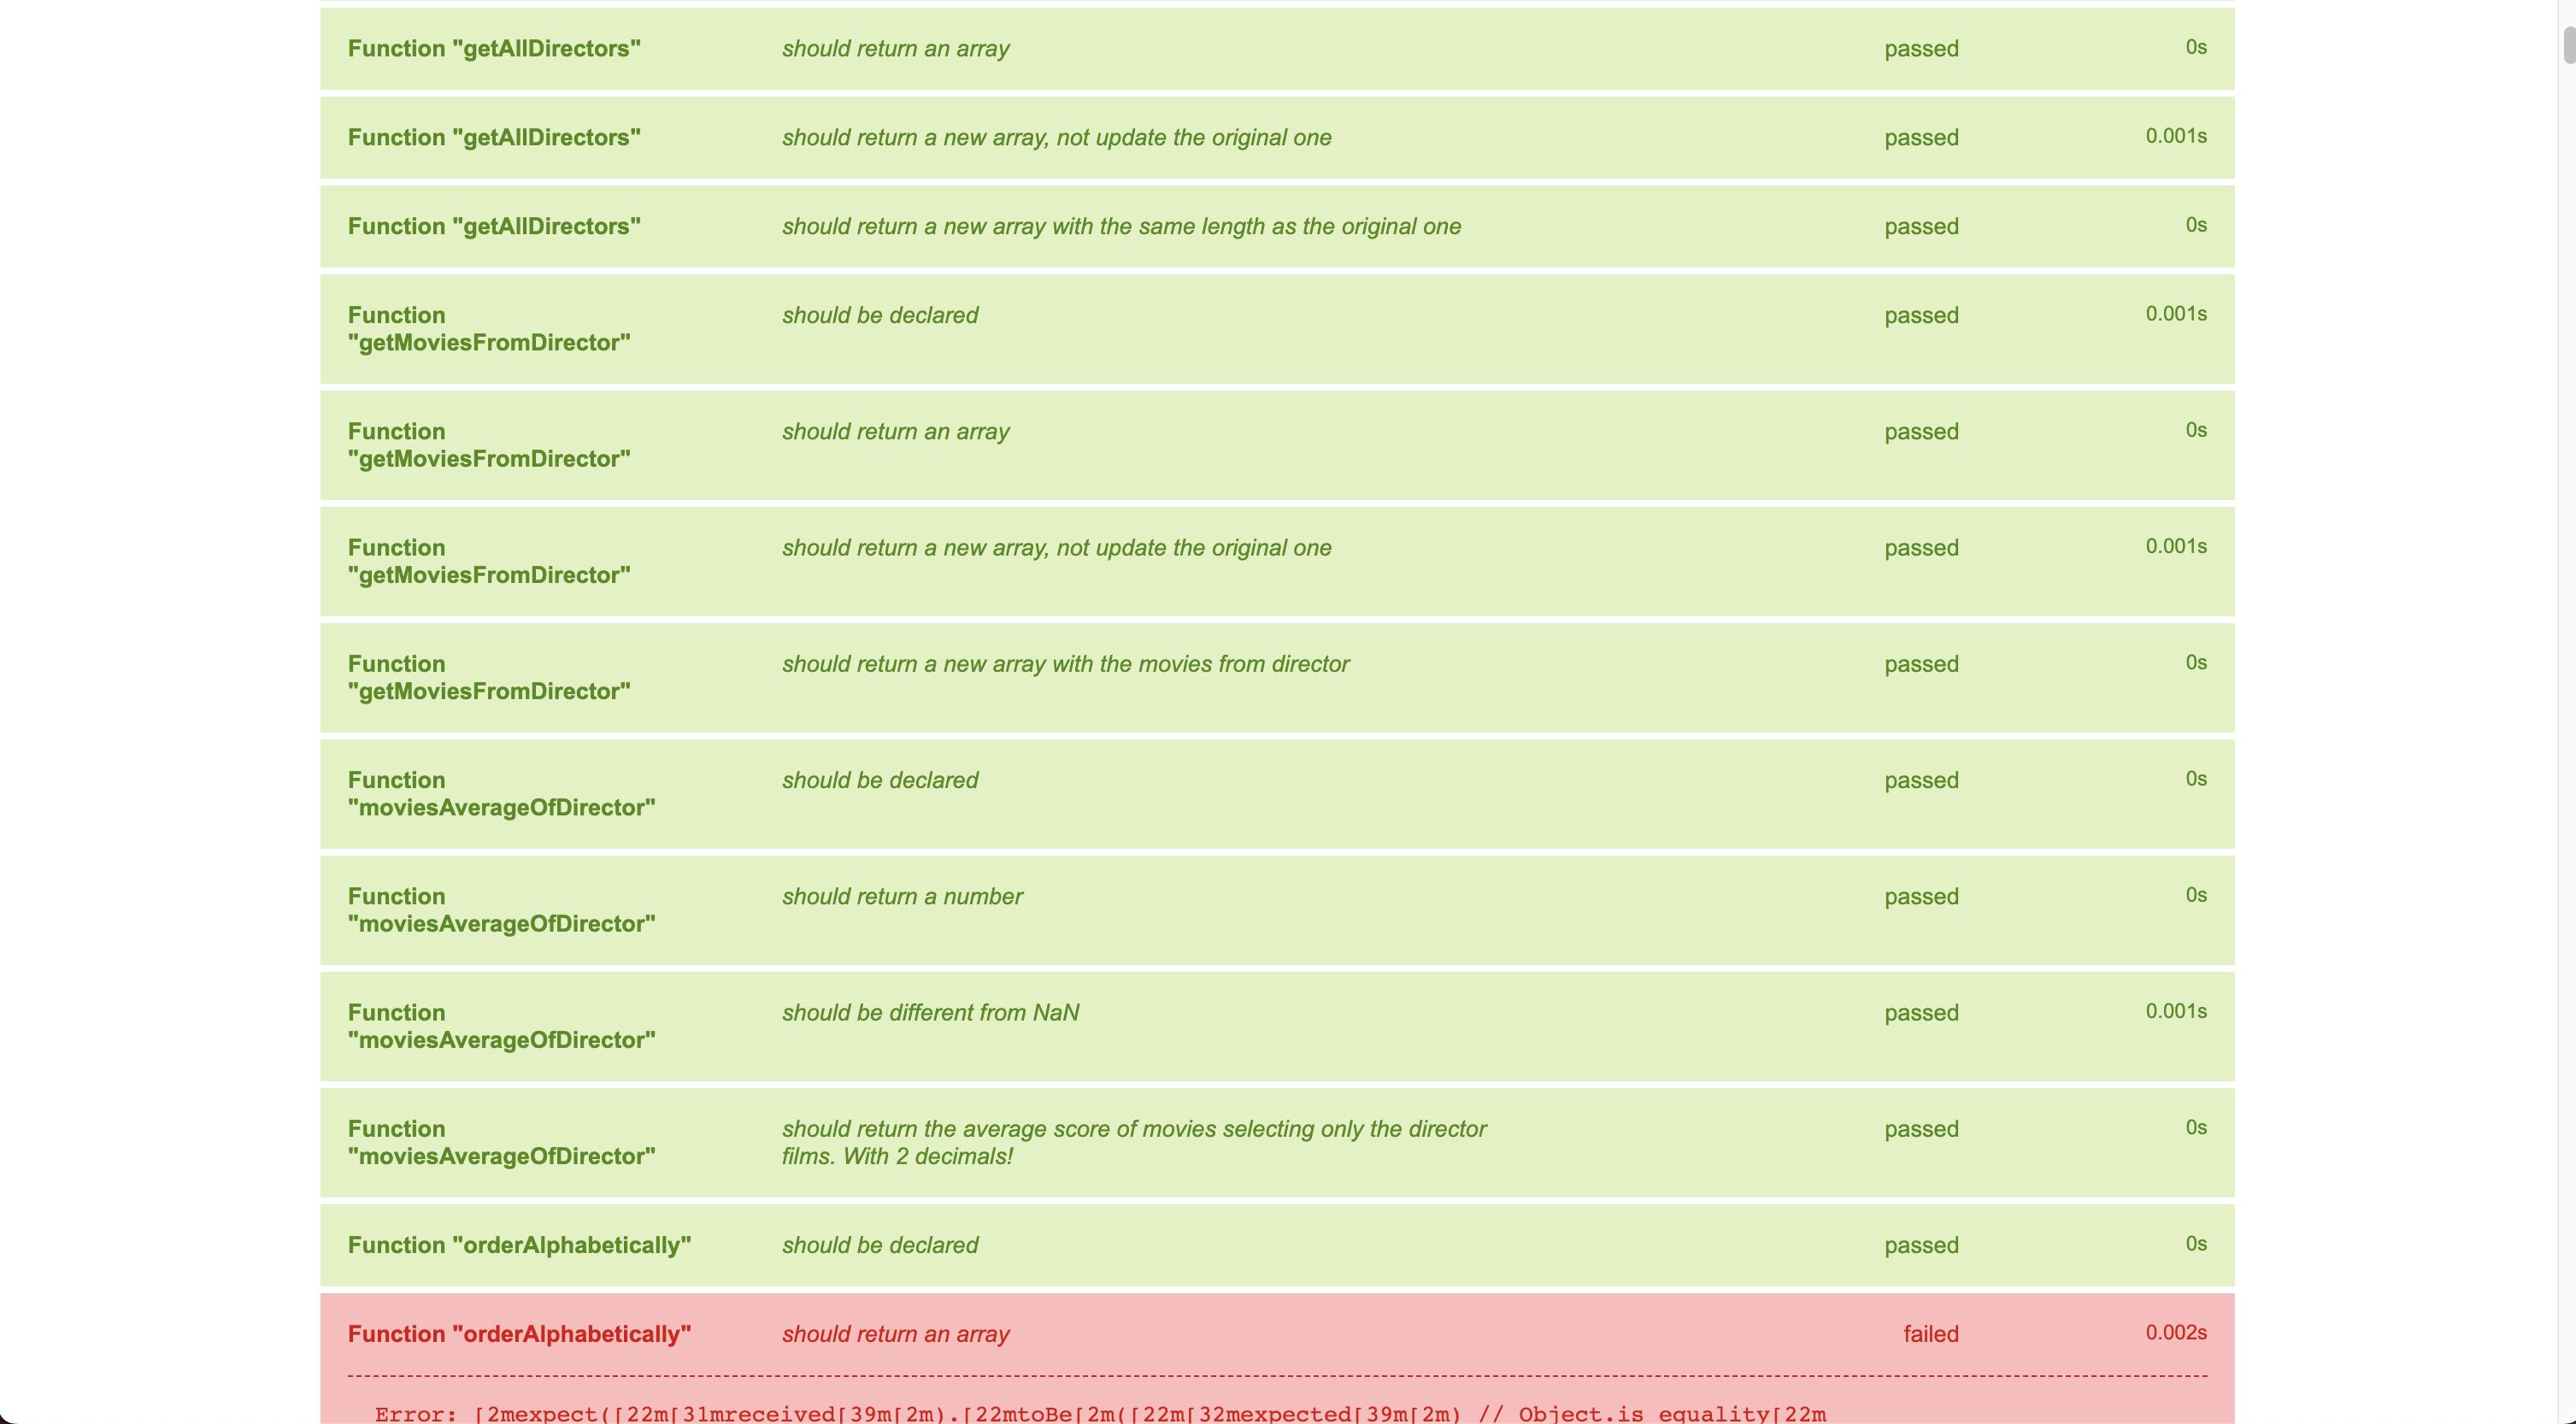 Function "getAllDirectors" should return an array passed 0s
Function "getAllDirectors" should return a new array, not update the original one passed 0.001s
Function "getAllDirectors" should return a new array with the same length as the original one passed 0s
Function should be declared passed 0.001s
"getMoviesFromDirector"
Function should return an array passed 0s
"getMoviesFromDirector"
Function should return a new array, not update the original one passed 0.001s
"getMoviesFromDirector"
Function should return a new array with the movies from director passed 0s
"getMoviesFromDirector"
Function should be declared passed 0s
"moviesAverageOfDirector"
Function should return a number passed 0s
"moviesAverageOfDirector"
Function should be different from NaN passed 0.001s
"moviesAverageOfDirector"
Function should return the average score of movies selecting only the director passed 0s
"moviesAverageOfDirector" films. With 2 decimals!
Function "orderAlphabetically" should be declared passed 0s
Function "orderAlphabetically" should return an array failed 0.002s
Error: [2mexpect([22m[31mreceived[39m[2m).[22mtoBe[2m([22m[32mexpected[39m[2m) // Object.is equality[22m